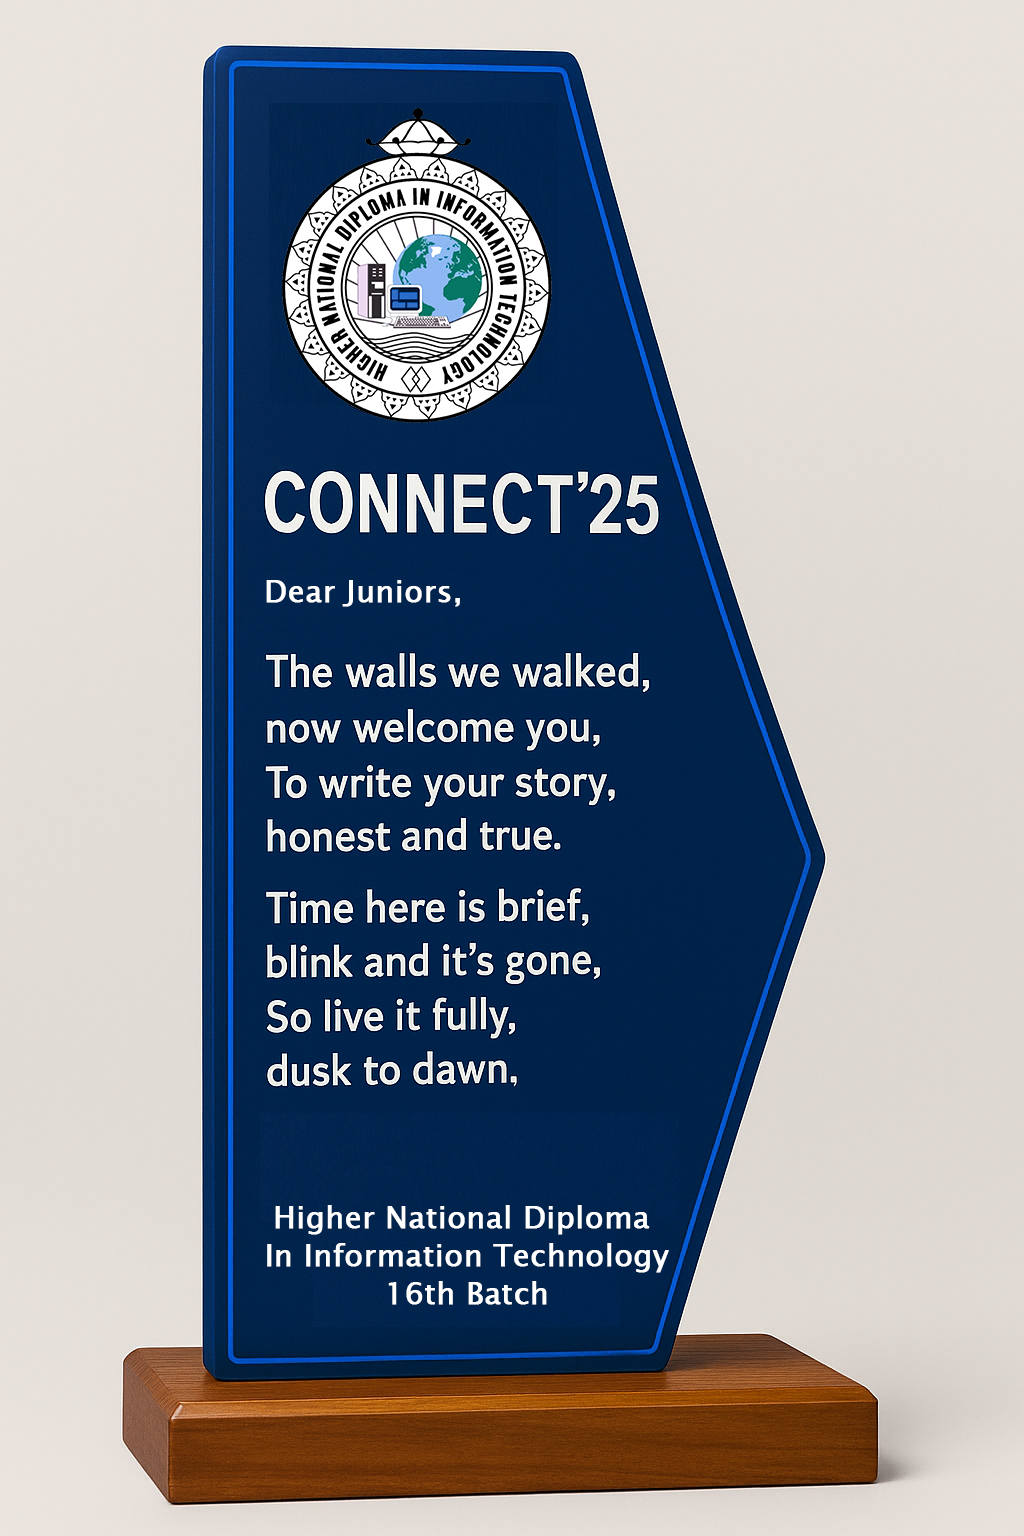 HIGHER NATIONAL DIPLOMA IN INFORMATION TECHNOLOGY
CONNECT’25
Dear Juniors,
The walls we walked,
now welcome you,
To write your story,
honest and true.
Time here is brief,
blink and it’s gone,
So live it fully,
dusk to dawn,
Higher National Diploma
In Information Technology
16th Batch